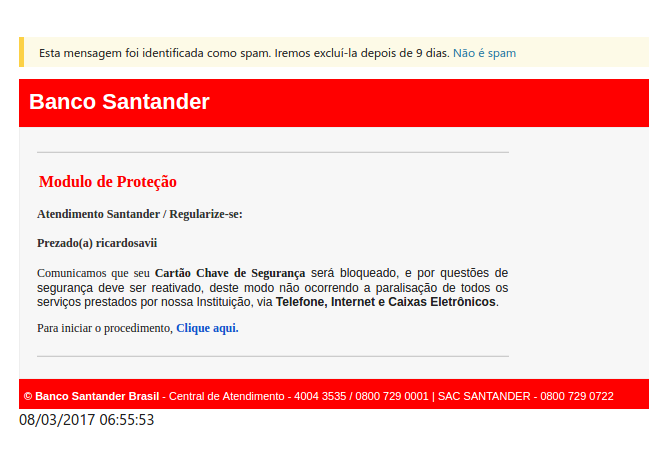 Esta mensagem foi identificada como spam. Iremos excluí-la depois de 9 dias. Não é spam
Banco Santander
Modulo de Proteção
Atendimento Santander / Regularize-se:
Prezado(a) ricardosavii
Comunicamos que seu Cartão Chave de Segurança será bloqueado, e por questões de
segurança deve ser reativado, deste modo não ocorrendo a paralisação de todos os
serviços prestados por nossa Instituição, via Telefone, Internet e Caixas Eletrônicos.
Para iniciar o procedimento, Clique aqui.
© Banco Santander Brasil - Central de Atendimento - 4004 3535 / 0800 729 0001 | SAC SANTANDER - 0800 729 0722
08/03/2017 06:55:53